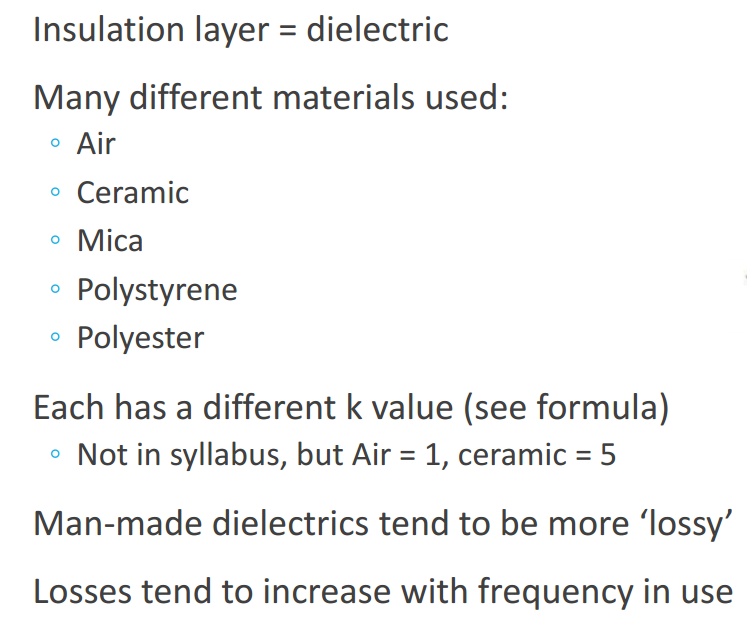 Insulation layer = dielectric
Many different materials used:
◦ Air
◦ Ceramic
◦ Mica
◦ Polystyrene
◦ Polyester
Each has a different k value (see formula)
◦ Not in syllabus, but Air = 1, ceramic = 5
Man-made dielectrics tend to be more ‘lossy’
Losses tend to increase with frequency in use